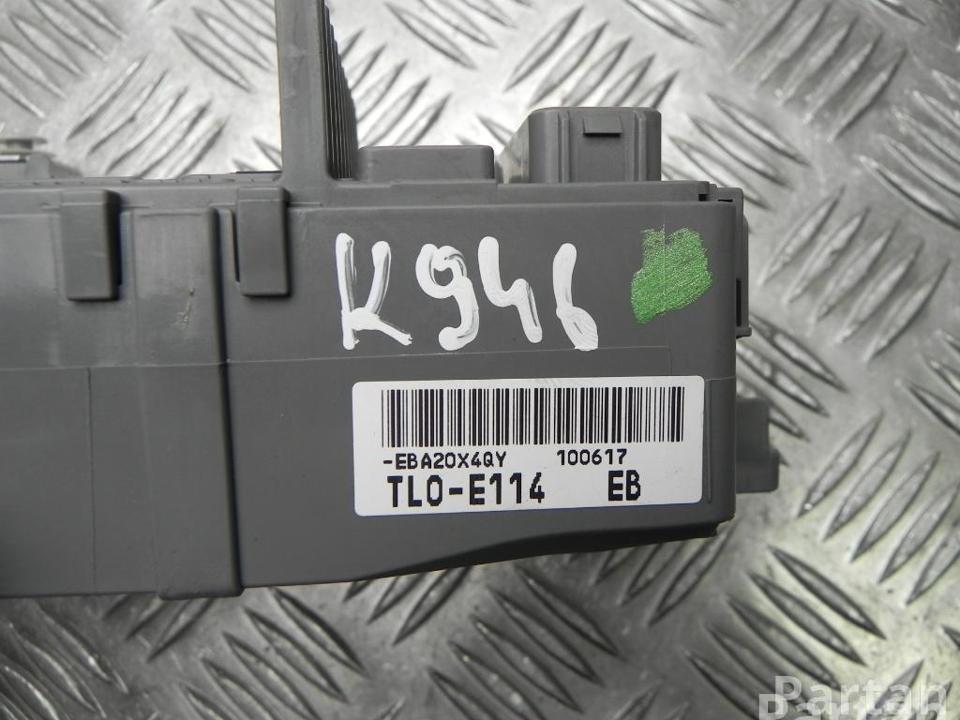 K946
-EBA20X4QY 100617
TL0-E114 EB
Partan